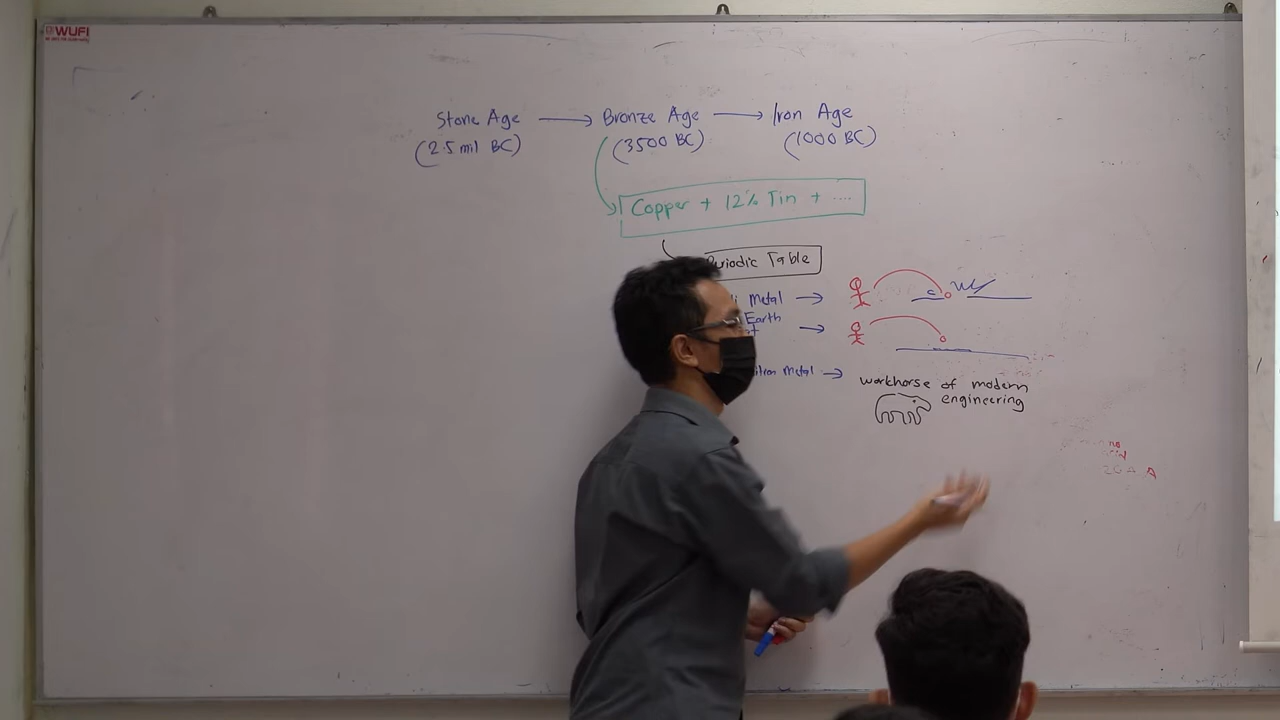 WUFI
Stone Age → Bronze Age → Iron Age
(2.5 mil BC) (3500 BC) (1000 BC)
Copper + 12% Tin + ....
Periodic Table
Metal →
Earth
→
Metal →
workhorse of modern
engineering